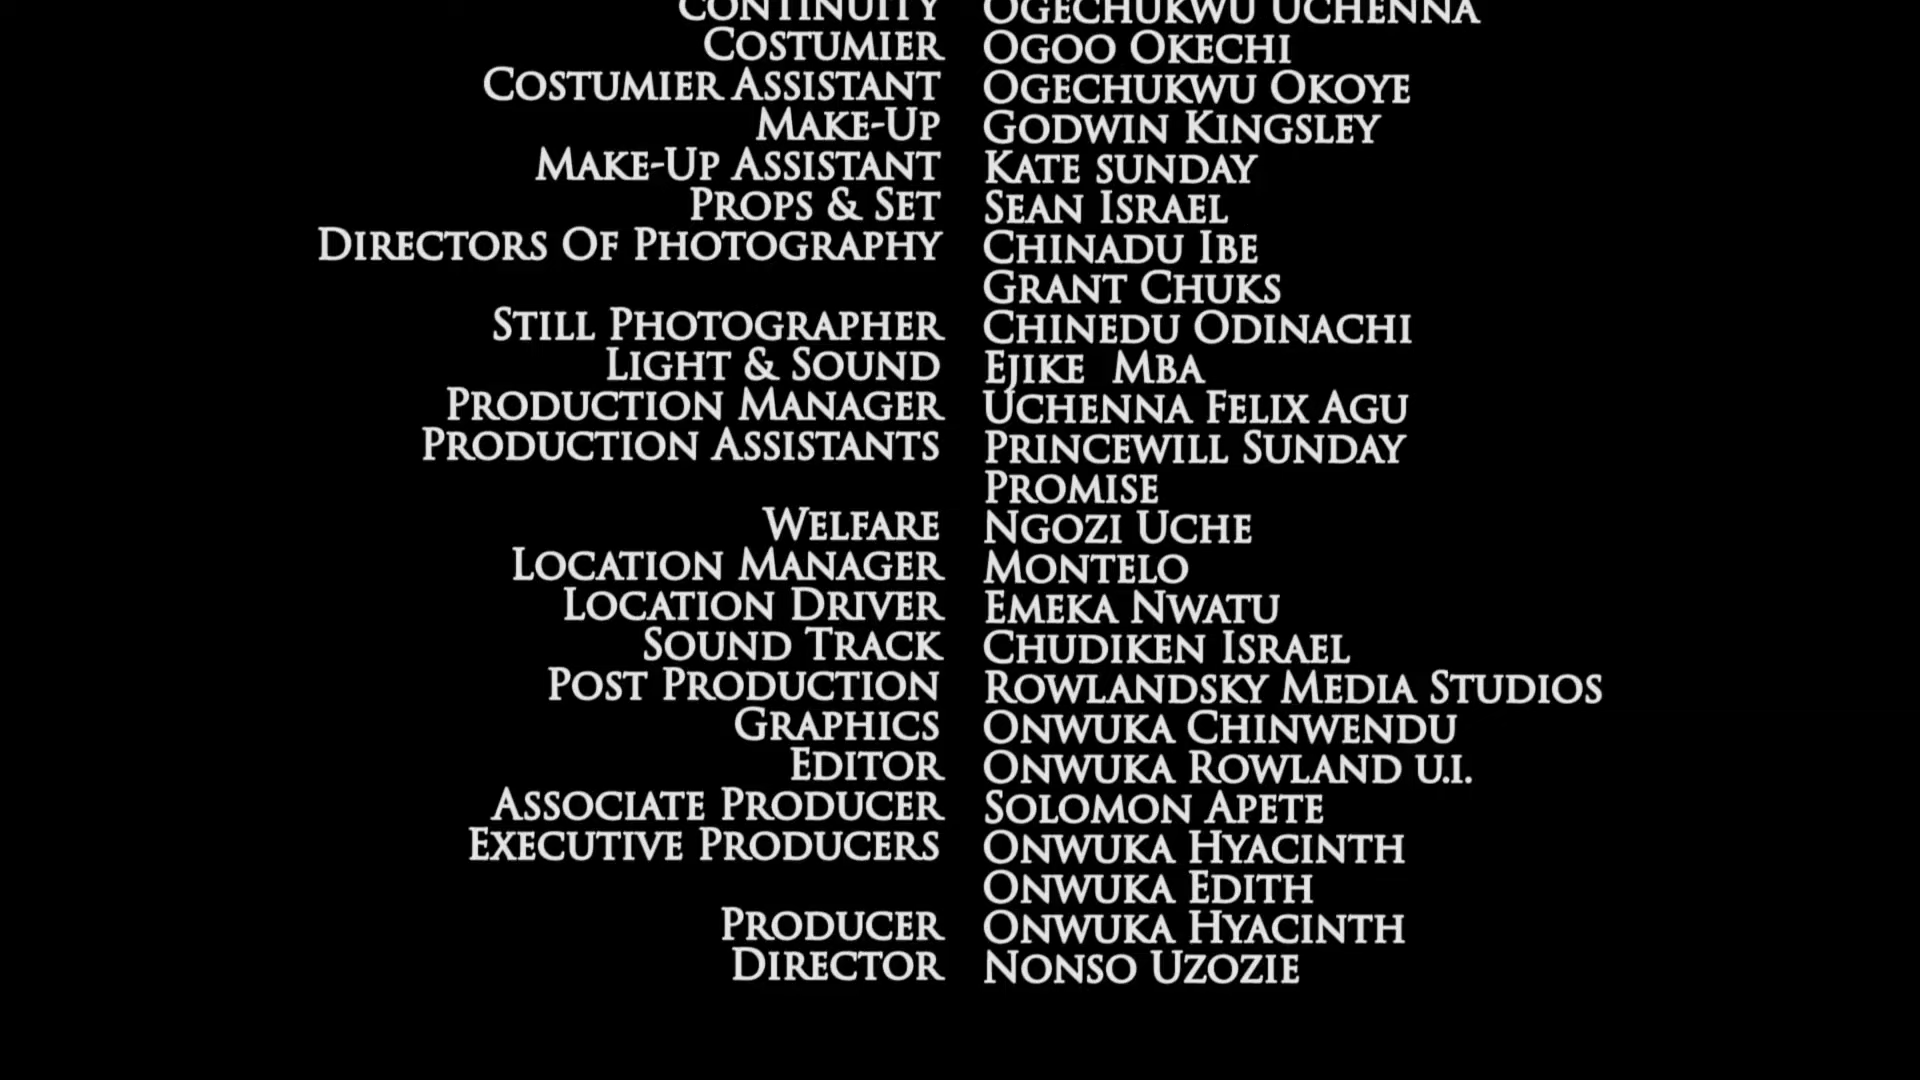 Continuity Ogechukwu Uchenna
Costumier Ogoo Okechi
Costumier Assistant Ogechukwu Okoye
Make-Up Godwin Kingsley
Make-Up Assistant Kate sunday
Props & Set Sean Israel
Directors Of Photography Chinadu Ibe
Grant Chuks
Still Photographer Chinedu Odinachi
Light & Sound Ejike Mba
Production Manager Uchenna Felix Agu
Production Assistants Princewill Sunday
Promise
Welfare Ngozi Uche
Location Manager Montelo
Location Driver Emeka Nwatu
Sound Track Chudiken Israel
Post Production Rowlandsky Media Studios
Graphics Onwuka Chinwendu
Editor Onwuka Rowland u.i.
Associate Producer Solomon Apete
Executive Producers Onwuka Hyacinth
Onwuka Edith
Producer Onwuka Hyacinth
Director Nonso Uzozie